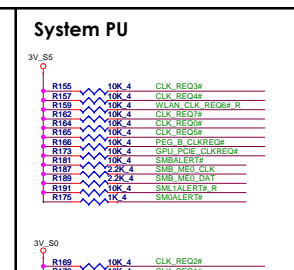 System PU
3V_S5
R155 10K_4 CLK_REQ3#
R157 10K_4 CLK_REQ4#
R159 10K_4 WLAN_CLK_REQ6#_R
R162 10K_4 CLK_REQ7#
R164 10K_4 CLK_REQ0#
R165 10K_4 CLK_REQ5#
R166 10K_4 PEG_B_CLKREQ#
R173 10K_4 GPU_PCIE_CLKREQ#
R181 10K_4 SMBALERT#
R187 2.2K_4 SMB_ME0_CLK
R189 2.2K_4 SMB_ME0_DAT
R191 10K_4 SML1ALERT#_R
R175 1K_4 SM0ALERT#
3V_S0
R169 10K_4 CLK_REQ2#